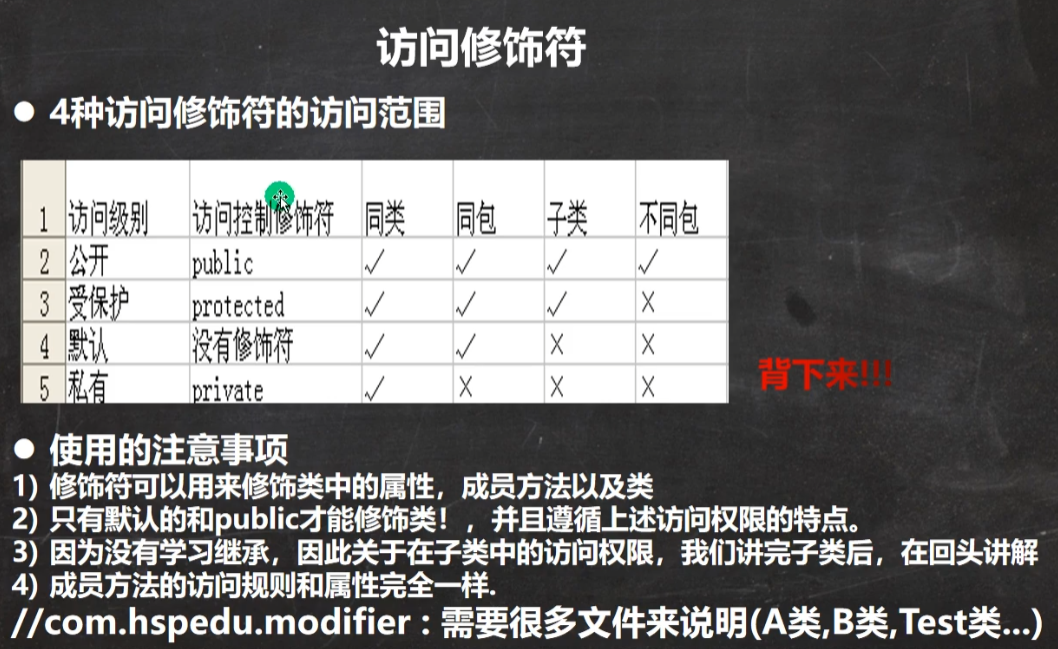 访问修饰符
● 4种访问修饰符的访问范围
1 访问级别 访问控制修饰符 同类 同包 子类 不同包
2 公开 public √ √ √ √
3 受保护 protected √ √ √ ×
4 默认 没有修饰符 √ √ × ×
5 私有 private √ × × ×
背下来!!!
● 使用的注意事项
1) 修饰符可以用来修饰类中的属性，成员方法以及类
2) 只有默认的和public才能修饰类！，并且遵循上述访问权限的特点。
3) 因为没有学习继承，因此关于在子类中的访问权限，我们讲完子类后，在回头讲解
4) 成员方法的访问规则和属性完全一样.
//com.hspedu.modifier : 需要很多文件来说明(A类,B类,Test类...)